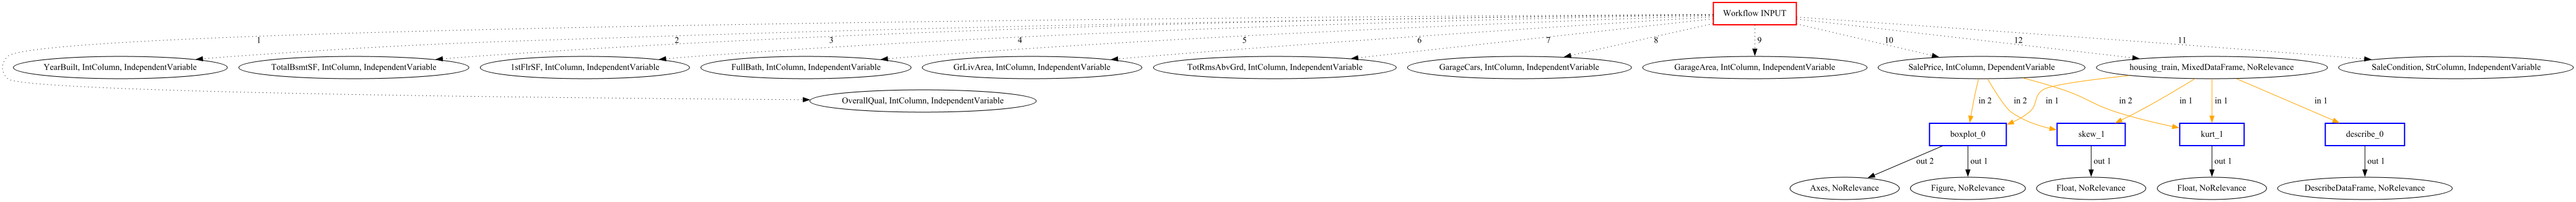 Workflow INPUT
1
2
3
4
5
6
7
8
9
10
12
11
YearBuilt, IntColumn, IndependentVariable
TotalBsmtSF, IntColumn, IndependentVariable
1stFlrSF, IntColumn, IndependentVariable
FullBath, IntColumn, IndependentVariable
GrLivArea, IntColumn, IndependentVariable
TotRmsAbvGrd, IntColumn, IndependentVariable
GarageCars, IntColumn, IndependentVariable
GarageArea, IntColumn, IndependentVariable
SalePrice, IntColumn, DependentVariable
housing_train, MixedDataFrame, NoRelevance
SaleCondition, StrColumn, IndependentVariable
OverallQual, IntColumn, IndependentVariable
in 2
in 2
in 1
in 2
in 1
in 1
in 1
boxplot_0
skew_1
kurt_1
describe_0
out 2
out 1
out 1
out 1
out 1
Axes, NoRelevance
Figure, NoRelevance
Float, NoRelevance
Float, NoRelevance
DescribeDataFrame, NoRelevance